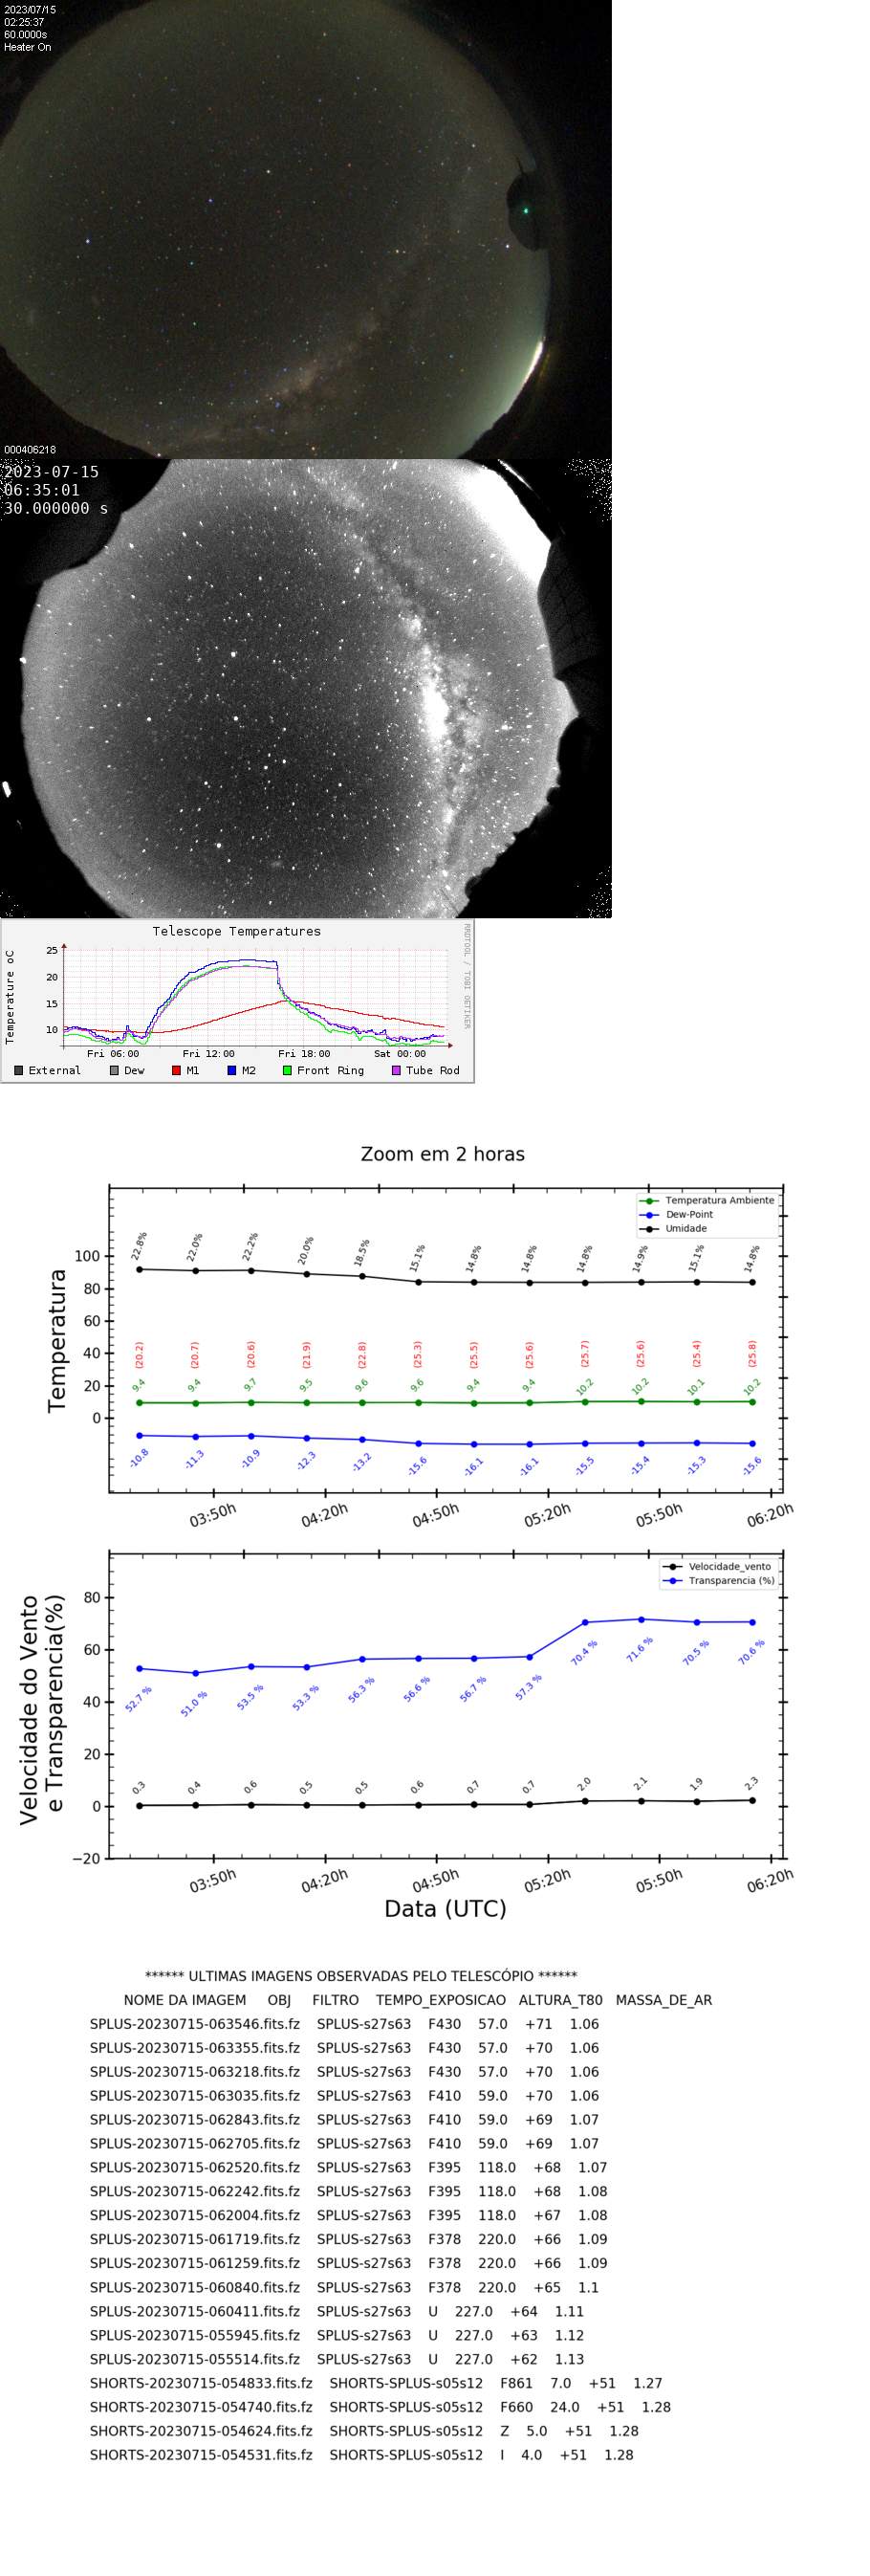 2023/07/15
02:25:37
60.0000s
Heater On
000406218
2023-07-15
06:35:01
30.000000 s
Telescope Temperatures
RRDTOOL / TOBI OETIKER
Temperature oC
25
20
15
10
Fri 06:00 Fri 12:00 Fri 18:00 Sat 00:00
External Dew M1 M2 Front Ring Tube Rod
Zoom em 2 horas
Temperatura Ambiente
Dew-Point
Umidade
Temperatura
100
80
60
40
20
0
22.8% 22.0% 22.2% 20.0% 18.5% 15.1% 14.8% 14.8% 14.8% 14.9% 15.1% 14.8%
(20.2) (20.7) (20.6) (21.9) (22.8) (25.3) (25.5) (25.6) (25.7) (25.6) (25.4) (25.8)
9.4 9.4 9.7 9.5 9.6 9.6 9.4 9.4 10.2 10.2 10.1 10.2
-10.8 -11.3 -10.9 -12.3 -13.2 -15.6 -16.1 -16.1 -15.5 -15.4 -15.3 -15.6
03:50h 04:20h 04:50h 05:20h 05:50h 06:20h
Velocidade_vento
Transparencia (%)
Velocidade do Vento
e Transparencia(%)
80
60
40
20
0
−20
52.7 % 51.0 % 53.5 % 53.3 % 56.3 % 56.6 % 56.7 % 57.3 % 70.4 % 71.6 % 70.5 % 70.6 %
0.3 0.4 0.6 0.5 0.5 0.6 0.7 0.7 2.0 2.1 1.9 2.3
03:50h 04:20h 04:50h 05:20h 05:50h 06:20h
Data (UTC)
****** ULTIMAS IMAGENS OBSERVADAS PELO TELESCÓPIO ******
NOME DA IMAGEM OBJ FILTRO TEMPO_EXPOSICAO ALTURA_T80 MASSA_DE_AR
SPLUS-20230715-063546.fits.fz SPLUS-s27s63 F430 57.0 +71 1.06
SPLUS-20230715-063355.fits.fz SPLUS-s27s63 F430 57.0 +70 1.06
SPLUS-20230715-063218.fits.fz SPLUS-s27s63 F430 57.0 +70 1.06
SPLUS-20230715-063035.fits.fz SPLUS-s27s63 F410 59.0 +70 1.06
SPLUS-20230715-062843.fits.fz SPLUS-s27s63 F410 59.0 +69 1.07
SPLUS-20230715-062705.fits.fz SPLUS-s27s63 F410 59.0 +69 1.07
SPLUS-20230715-062520.fits.fz SPLUS-s27s63 F395 118.0 +68 1.07
SPLUS-20230715-062242.fits.fz SPLUS-s27s63 F395 118.0 +68 1.08
SPLUS-20230715-062004.fits.fz SPLUS-s27s63 F395 118.0 +67 1.08
SPLUS-20230715-061719.fits.fz SPLUS-s27s63 F378 220.0 +66 1.09
SPLUS-20230715-061259.fits.fz SPLUS-s27s63 F378 220.0 +66 1.09
SPLUS-20230715-060840.fits.fz SPLUS-s27s63 F378 220.0 +65 1.1
SPLUS-20230715-060411.fits.fz SPLUS-s27s63 U 227.0 +64 1.11
SPLUS-20230715-055945.fits.fz SPLUS-s27s63 U 227.0 +63 1.12
SPLUS-20230715-055514.fits.fz SPLUS-s27s63 U 227.0 +62 1.13
SHORTS-20230715-054833.fits.fz SHORTS-SPLUS-s05s12 F861 7.0 +51 1.27
SHORTS-20230715-054740.fits.fz SHORTS-SPLUS-s05s12 F660 24.0 +51 1.28
SHORTS-20230715-054624.fits.fz SHORTS-SPLUS-s05s12 Z 5.0 +51 1.28
SHORTS-20230715-054531.fits.fz SHORTS-SPLUS-s05s12 I 4.0 +51 1.28